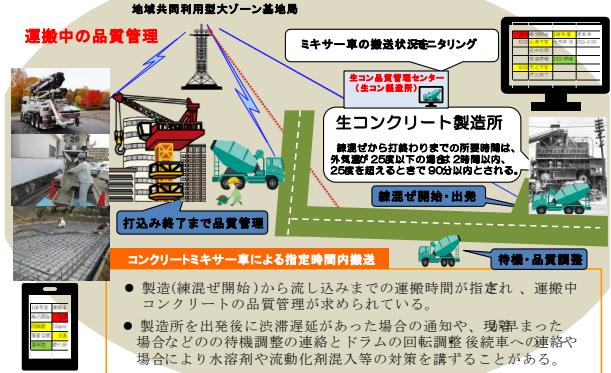 地域共同利用型大ゾーン基地局
運搬中の品質管理
ミキサー車の搬送状況モニタリング
生コン品質管理センター
(生コン製造所)
生コンクリート製造所
練混ぜから打終わりまでの所要時間は、
外気温が25度以下の場合は2時間以内、
25度を超えるときで90分以内とされる。
練混ぜ開始・出発
打込み終了まで品質管理
待機・品質調整
コンクリートミキサー車による指定時間内搬送
● 製造(練混ぜ開始)から流し込みまでの運搬時間が指定され、運搬中
コンクリートの品質管理が求められている。
● 製造所を出発後に渋滞遅延があった場合の通知や、現場早まった
場合などのの待機調整の連絡とドラムの回転調整後続車への連絡や
場合により水溶剤や流動化剤混入等の対策を講ずることがある。